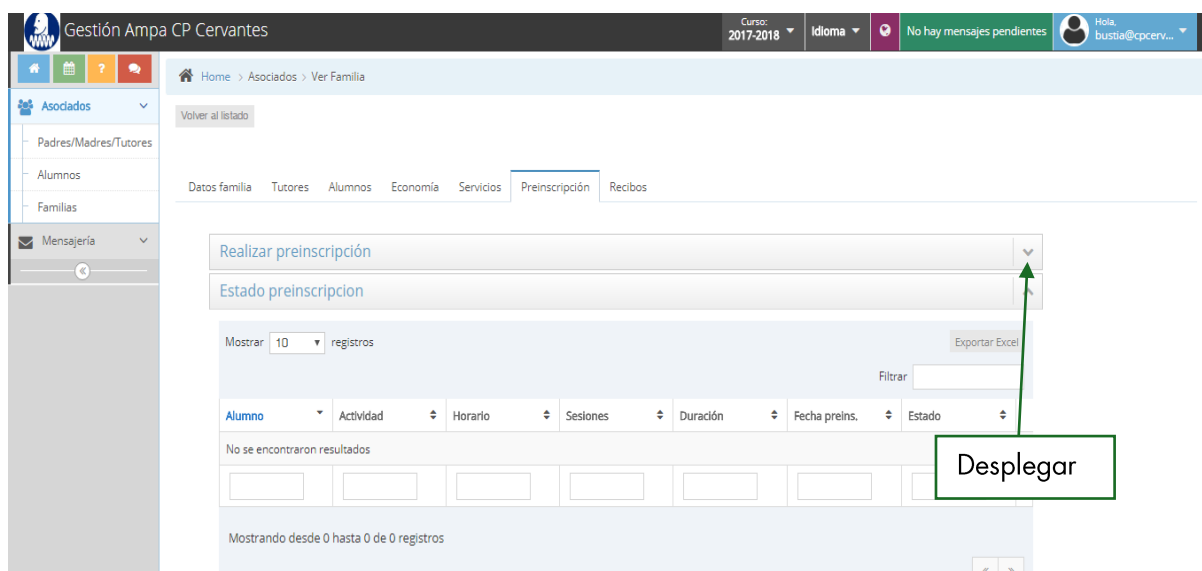 Gestión Ampa CP Cervantes
Curso:
2017-2018
Idioma
No hay mensajes pendientes
Hola,
bustia@cpcerv...
?
Home > Asociados > Ver Familia
Asociados
Padres/Madres/Tutores
Alumnos
Familias
Mensajería
Volver al listado
Datos familia Tutores Alumnos Economía Servicios Preinscripción Recibos
Realizar preinscripción
Estado preinscripcion
Mostrar 10 registros
Exportar Excel
Filtrar
Alumno Actividad Horario Sesiones Duración Fecha preins. Estado
No se encontraron resultados
Desplegar
Mostrando desde 0 hasta 0 de 0 registros